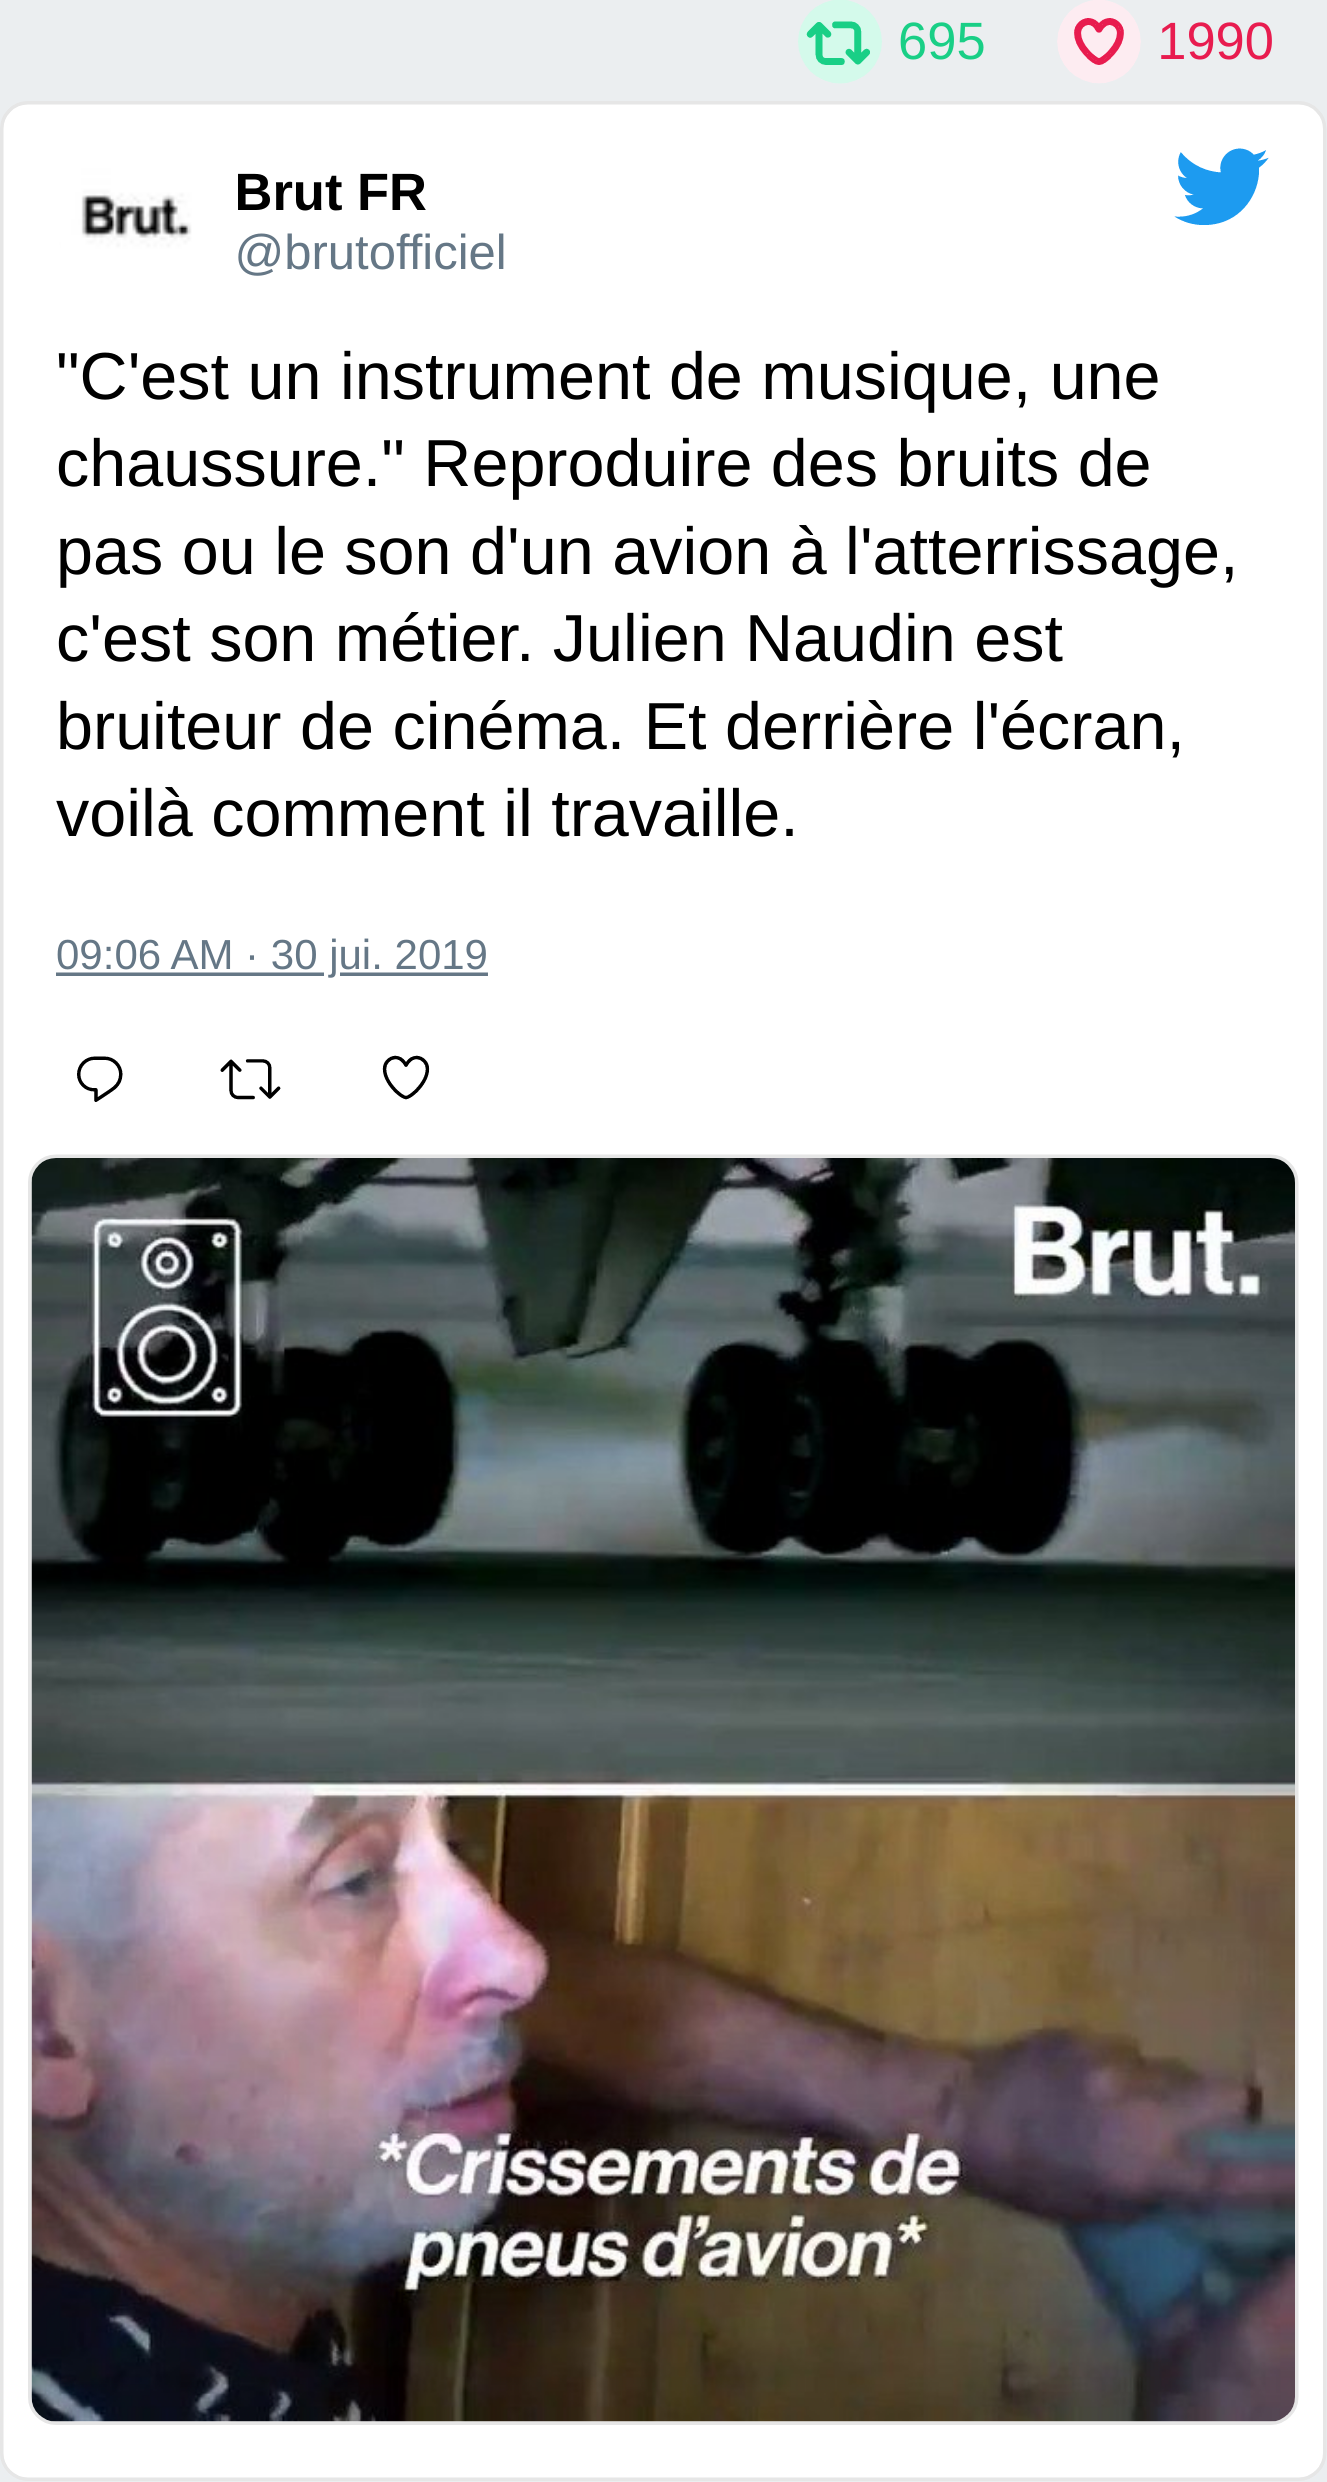 695 1990
Brut. Brut FR
@brutofficiel
"C'est un instrument de musique, une
chaussure." Reproduire des bruits de
pas ou le son d'un avion à l'atterrissage,
c'est son métier. Julien Naudin est
bruiteur de cinéma. Et derrière l'écran,
voilà comment il travaille.
09:06 AM · 30 jui. 2019
Brut.
*Crissements de
pneus d’avion*